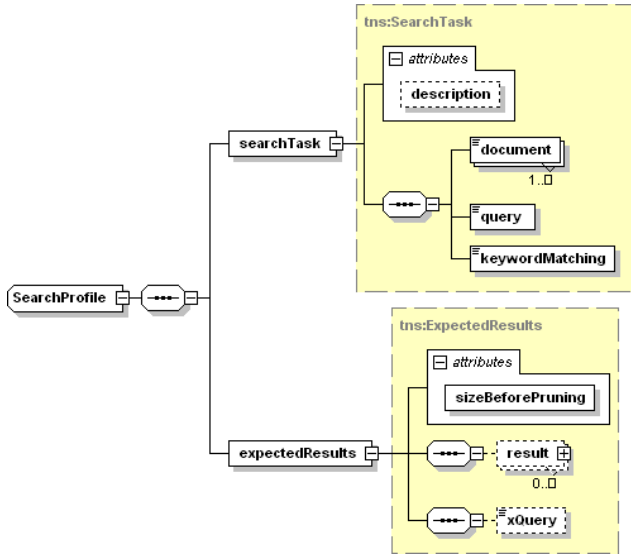 tns:SearchTask
attributes
description
searchTask
document
1..
query
keywordMatching
SearchProfile
tns:ExpectedResults
attributes
sizeBeforePruning
expectedResults
result
0..
xQuery